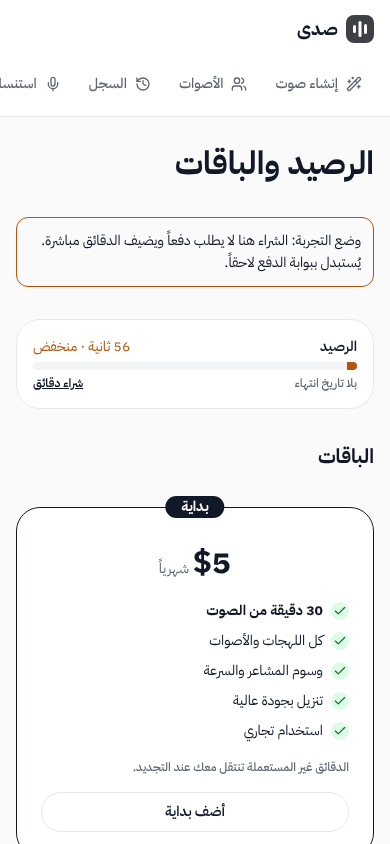 صدى
إنشاء صوت
الأصوات
السجل
استنسا
الرصيد والباقات
وضع التجربة: الشراء هنا لا يطلب دفعاً ويضيف الدقائق مباشرة.
يُستبدل ببوابة الدفع لاحقاً.
الرصيد
56 ثانية · منخفض
بلا تاريخ انتهاء
شراء دقائق
الباقات
بداية
$5 شهرياً
30 دقيقة من الصوت
كل اللهجات والأصوات
وسوم المشاعر والسرعة
تنزيل بجودة عالية
استخدام تجاري
الدقائق غير المستعملة تنتقل معك عند التجديد.
أضف بداية